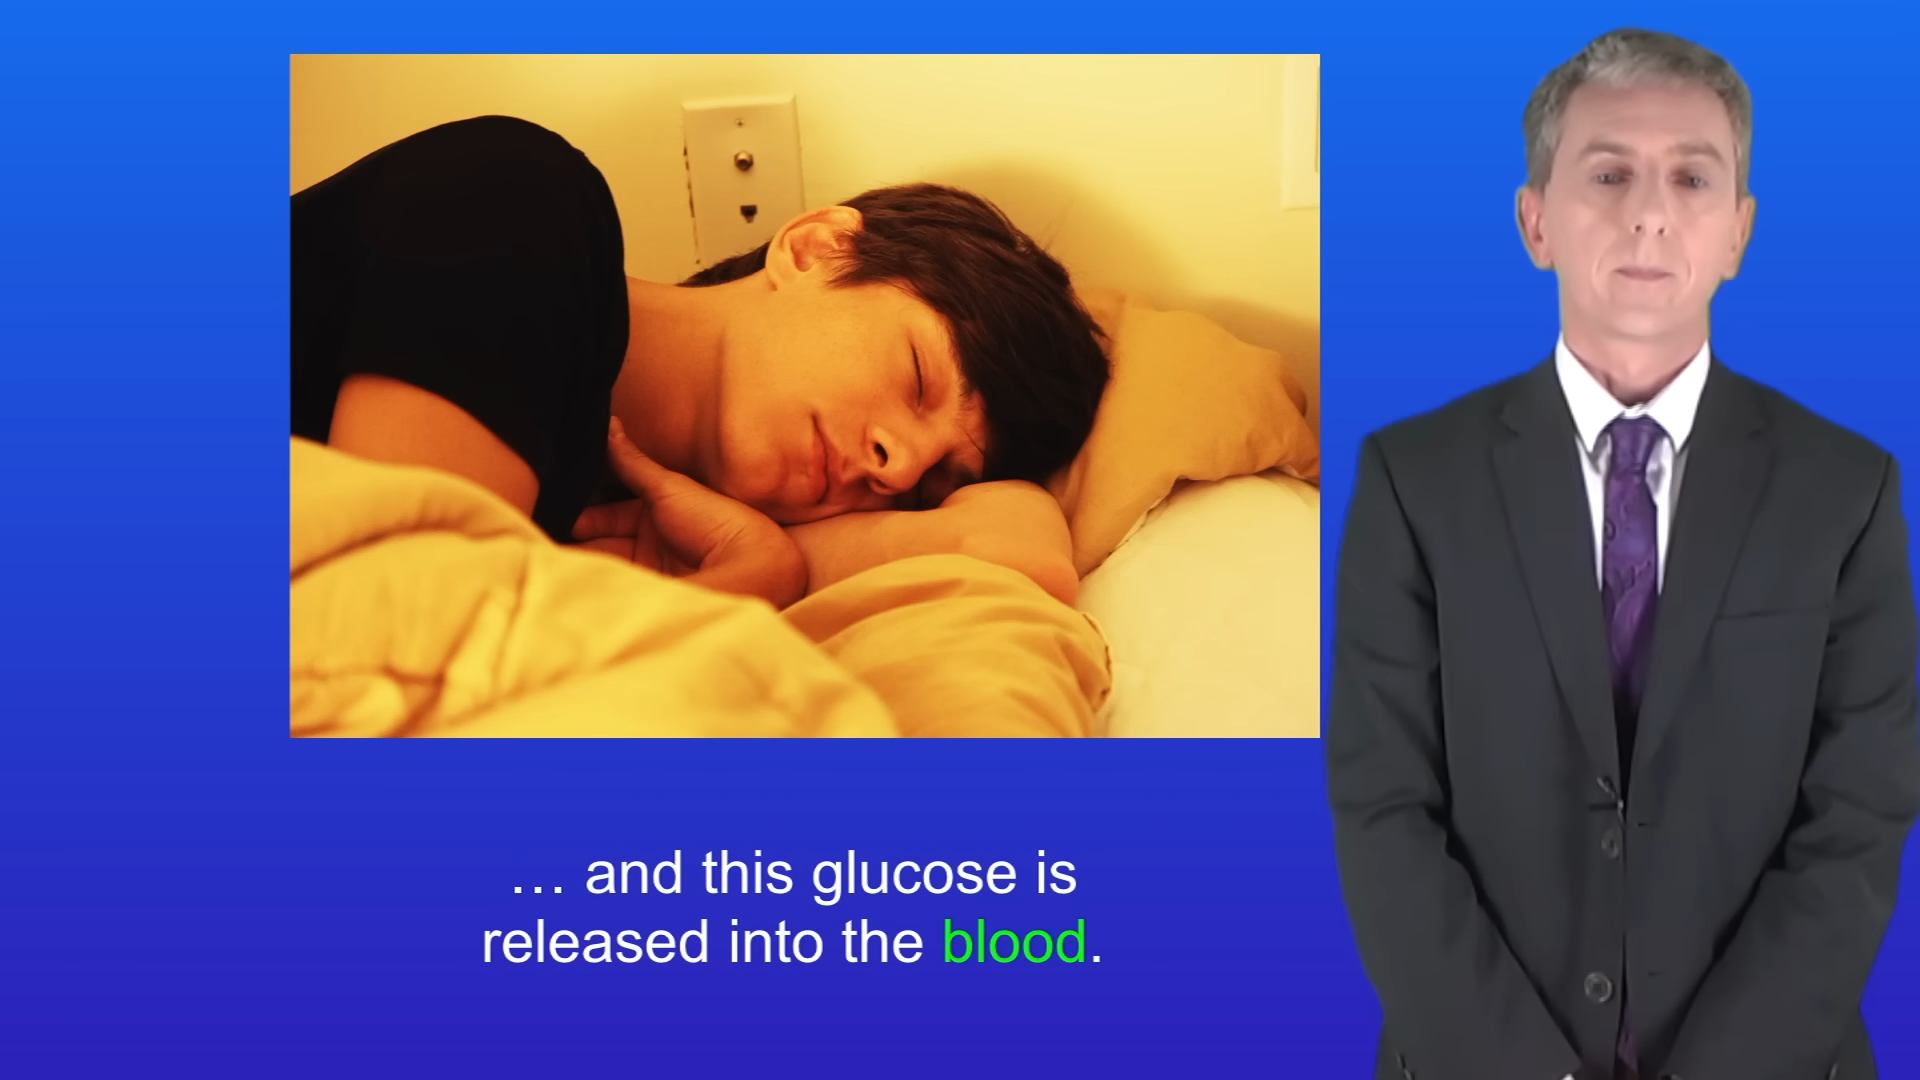 … and this glucose is
released into the blood.